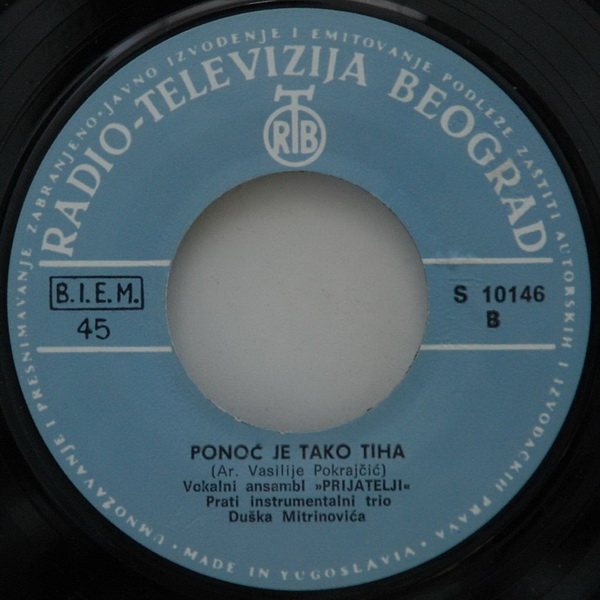 UMNOŽAVANJE I PRESNIMAVANJE ZABRANJENO-JAVNO IZVOĐENJE I EMITOVANJE PODLEŽE ZAŠTITI AUTORSKIH I IZVOĐAČKIH PRAVA
RADIO-TELEVIZIJA BEOGRAD
RTB
B.I.E.M.
45
S 10146
B
PONOĆ JE TAKO TIHA
(Ar. Vasilije Pokrajčić)
Vokalni ansambl »PRIJATELJI«
Prati instrumentalni trio
Duška Mitrinovića
• MADE IN YUGOSLAVIA •